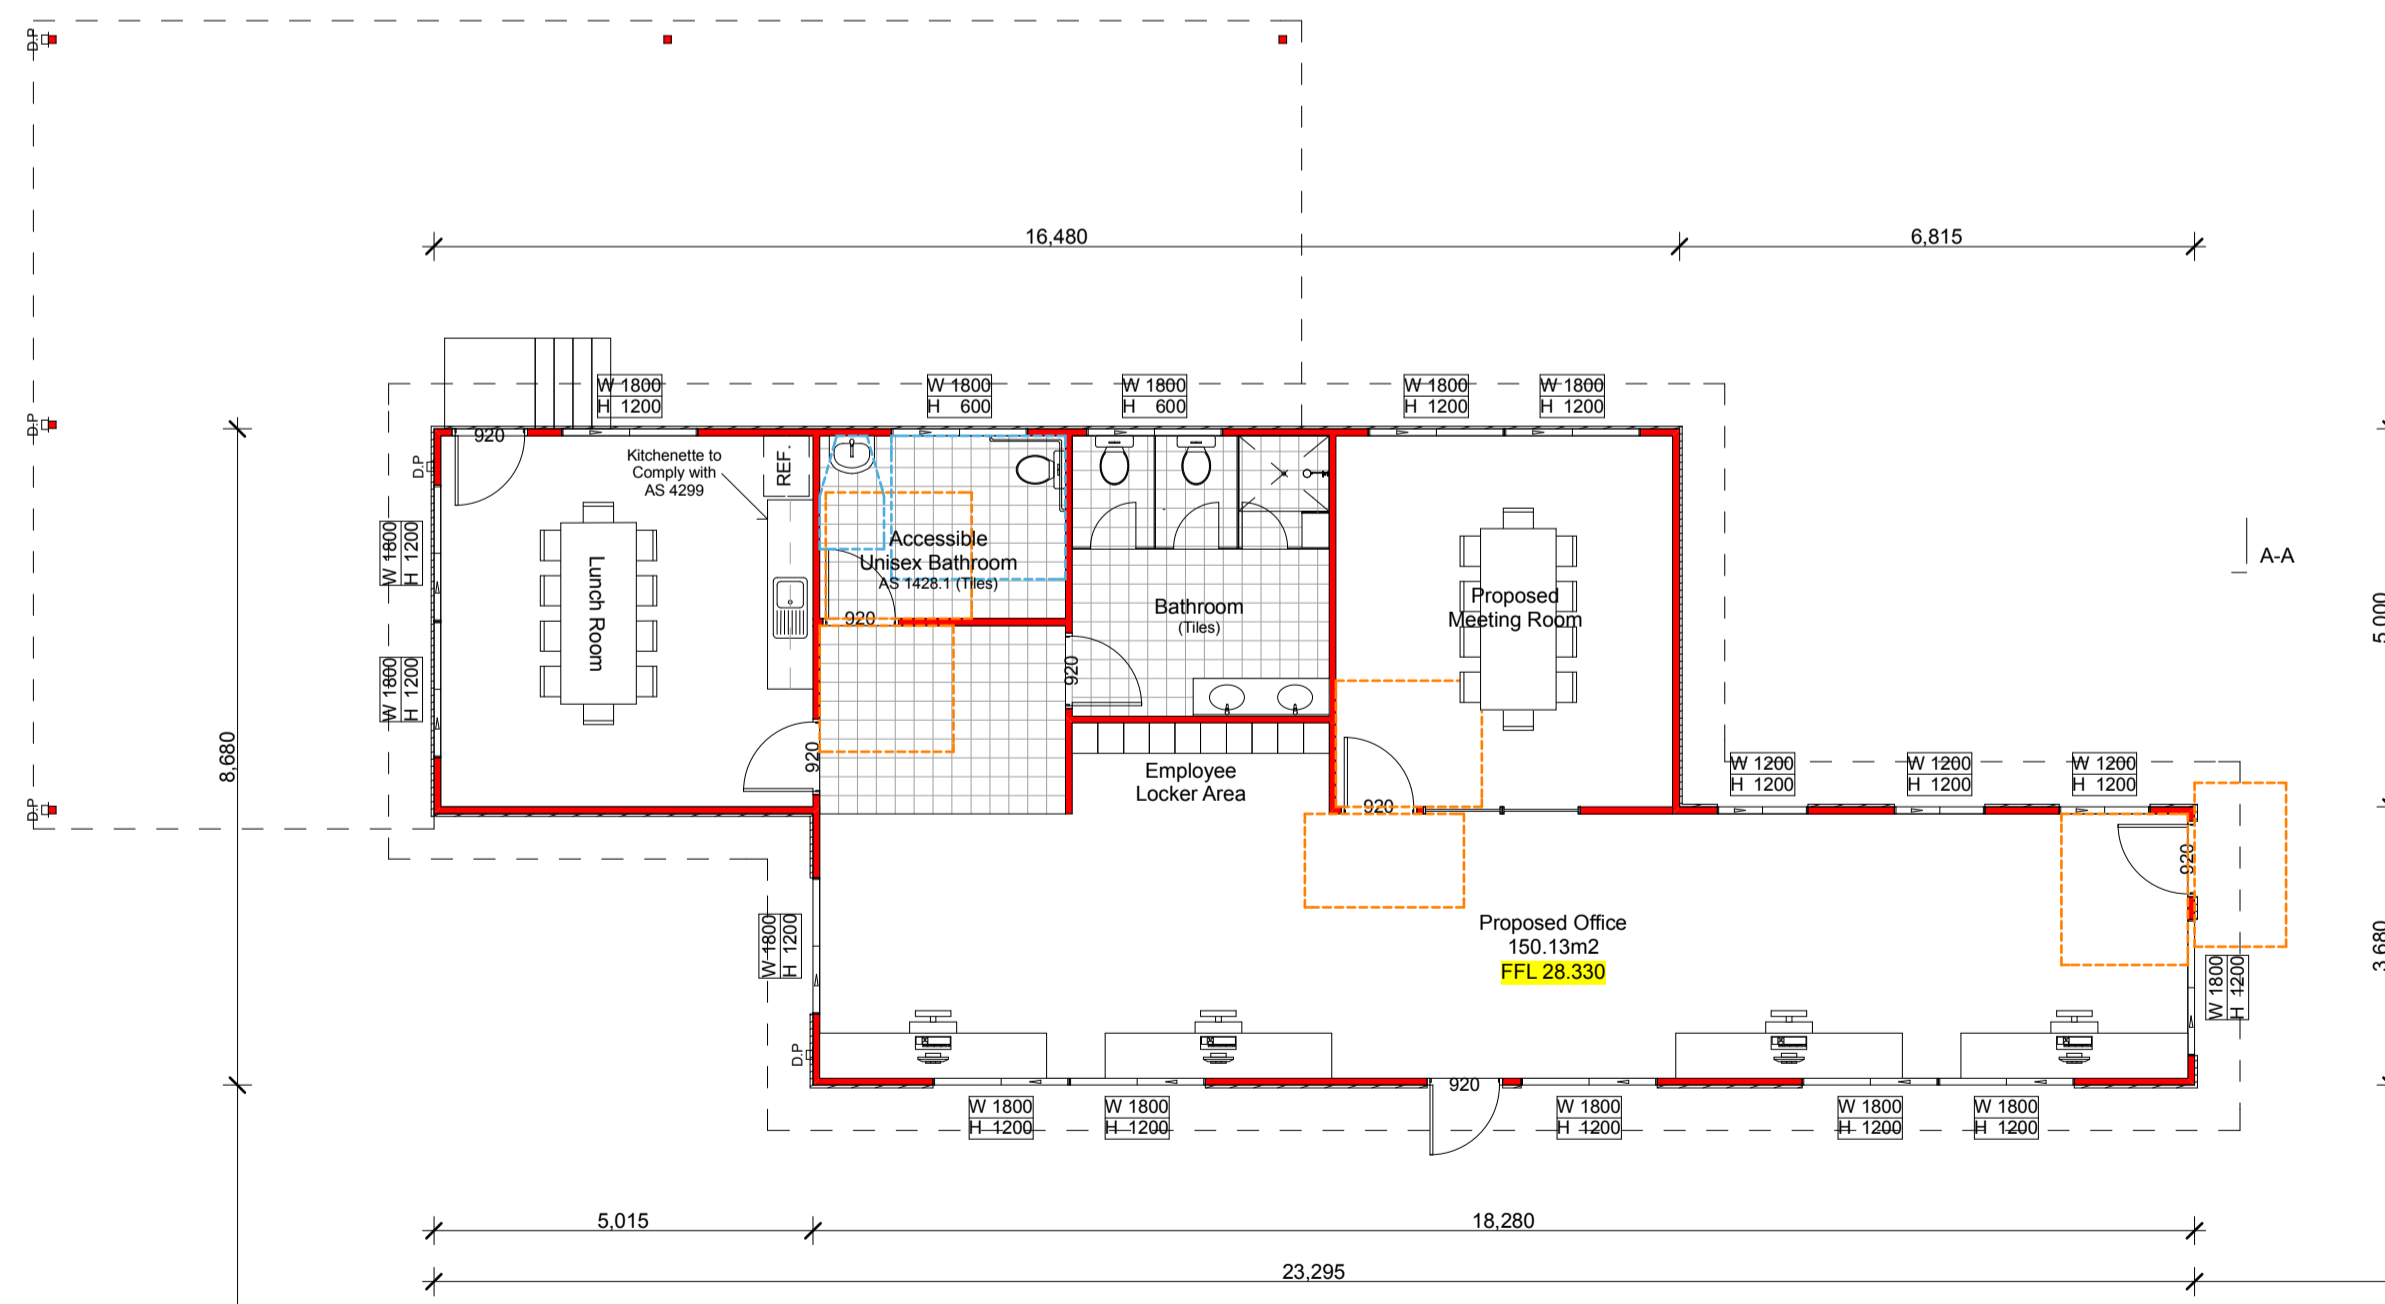 D.P
16,480
6,815
W 1800
H 1200
W 1800
H 600
W 1800
H 600
W 1800
H 1200
W 1800
H 1200
D.P
920
Kitchenette to
Comply with
AS 4299
REF.
D.P
W 1800
H 1200
Lunch Room
Accessible
Unisex Bathroom
AS 1428.1 (Tiles)
920
Bathroom
(Tiles)
Proposed
Meeting Room
A-A
5,000
W 1800
H 1200
920
920
8,680
Employee
Locker Area
920
W 1200
H 1200
W 1200
H 1200
W 1200
H 1200
D.P
920
W 1800
H 1200
Proposed Office
150.13m2
FFL 28.330
3,680
W 1800
H 1200
D.P
920
W 1800
H 1200
W 1800
H 1200
W 1800
H 1200
W 1800
H 1200
W 1800
H 1200
5,015
18,280
23,295